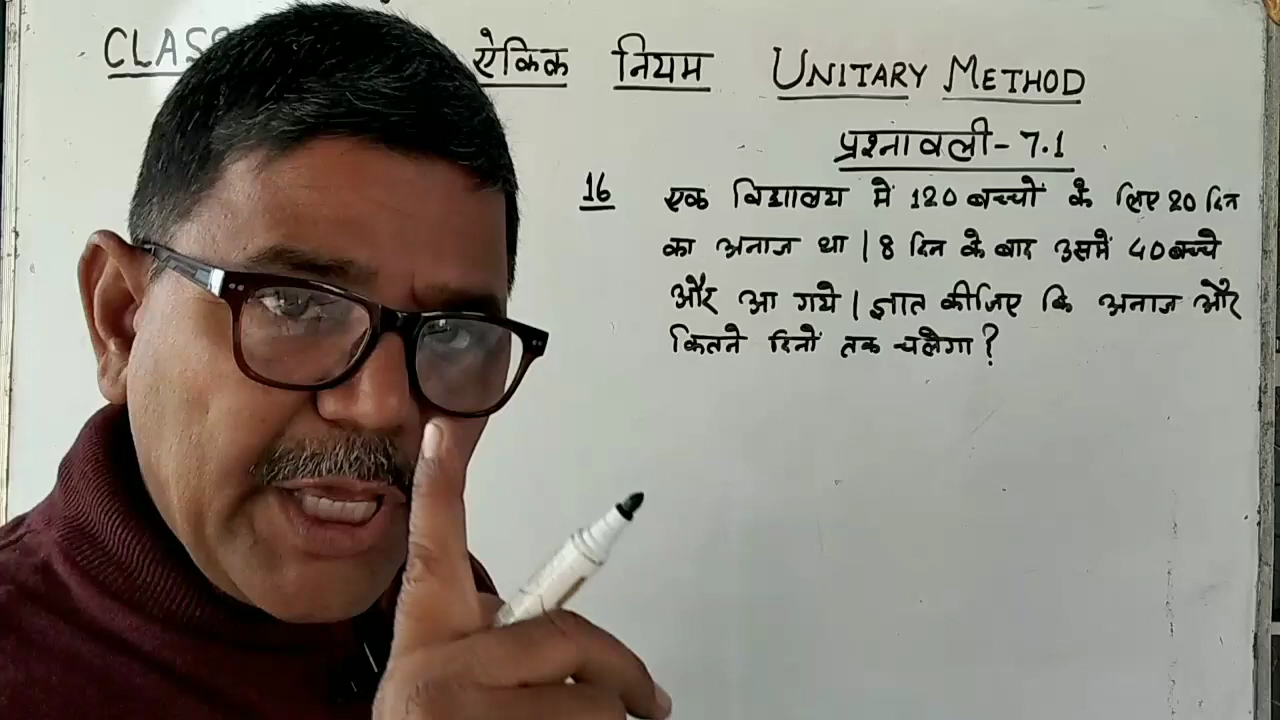 CLASS ऐकिक नियम UNITARY METHOD
प्रश्नावली-7.1
16 एक विद्यालय में 120 बच्चों के लिए 20 दिन
का अनाज था | 8 दिन के बाद उसमें 40 बच्चे
और आ गये | ज्ञात कीजिए कि अनाज और
कितने दिनों तक चलेगा ?